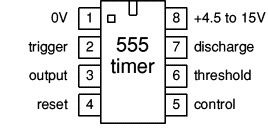 0V 1 8 +4.5 to 15V
trigger 2 555 7 discharge
output 3 timer 6 threshold
reset 4 5 control